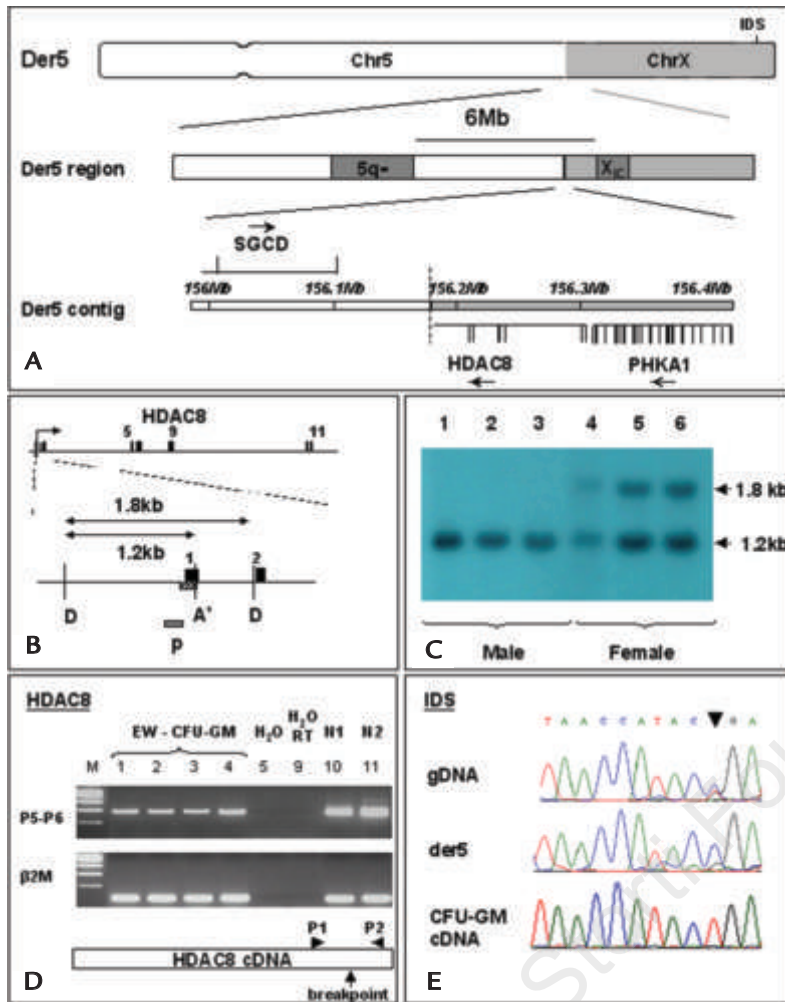 IDS
Der5
Chr5
ChrX
6Mb
Der5 region
5q-
X IC
SGCD
156Mb 156.1Mb 156.2Mb 156.3Mb 156.4Mb
Der5 contig
HDAC8
PHKA1
A
HDAC8
5 9 11
1.8kb
1.2kb
1 2
D A' D
P
B
1 2 3 4 5 6
1.8 kb
1.2kb
Male Female
C
HDAC8
EW - CFU-GM H2O H2O RT N1 N2
M 1 2 3 4 5 9 10 11
P5-P6
β2M
P1 P2
HDAC8 cDNA
breakpoint
D
IDS
T A A C C A T A C G A
gDNA
der5
CFU-GM
cDNA
E